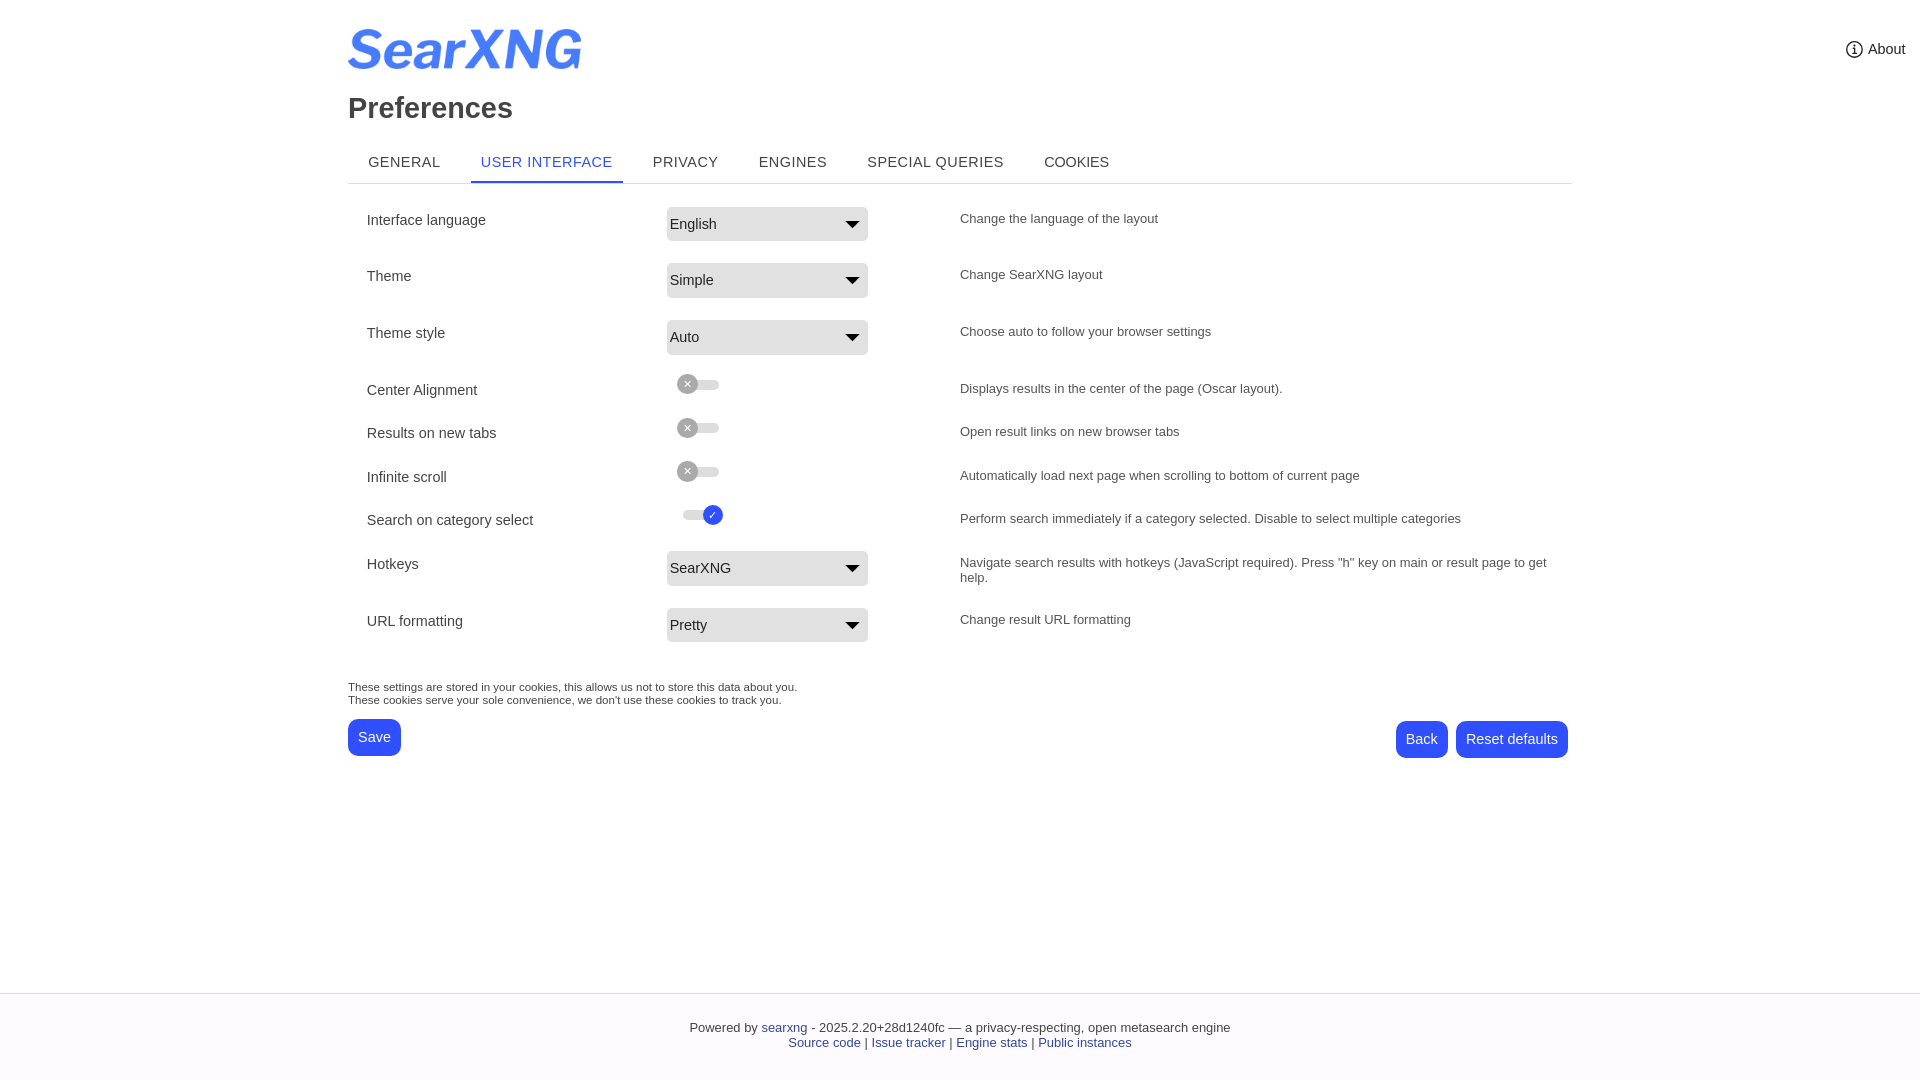 SearXNG
About
Preferences
GENERAL
USER INTERFACE
PRIVACY
ENGINES
SPECIAL QUERIES
COOKIES
Interface language
English
Change the language of the layout
Theme
Simple
Change SearXNG layout
Theme style
Auto
Choose auto to follow your browser settings
Center Alignment
Displays results in the center of the page (Oscar layout).
Results on new tabs
Open result links on new browser tabs
Infinite scroll
Automatically load next page when scrolling to bottom of current page
Search on category select
Perform search immediately if a category selected. Disable to select multiple categories
Hotkeys
SearXNG
Navigate search results with hotkeys (JavaScript required). Press "h" key on main or result page to get
help.
URL formatting
Pretty
Change result URL formatting
These settings are stored in your cookies, this allows us not to store this data about you.
These cookies serve your sole convenience, we don't use these cookies to track you.
Save
Back
Reset defaults
Powered by searxng - 2025.2.20+28d1240fc — a privacy-respecting, open metasearch engine
Source code | Issue tracker | Engine stats | Public instances